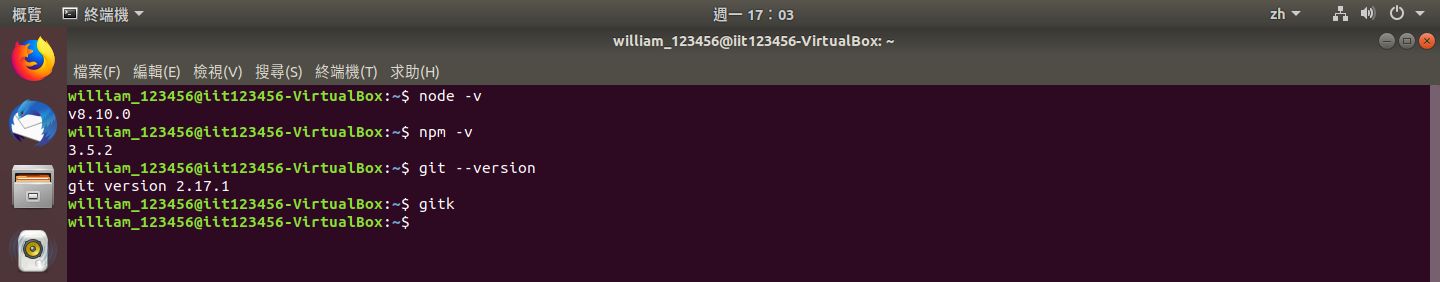 概覽 終端機 週一 17：03 zh
william_123456@iit123456-VirtualBox: ~
檔案(F) 編輯(E) 檢視(V) 搜尋(S) 終端機(T) 求助(H)
william_123456@iit123456-VirtualBox:~$ node -v
v8.10.0
william_123456@iit123456-VirtualBox:~$ npm -v
3.5.2
william_123456@iit123456-VirtualBox:~$ git --version
git version 2.17.1
william_123456@iit123456-VirtualBox:~$ gitk
william_123456@iit123456-VirtualBox:~$